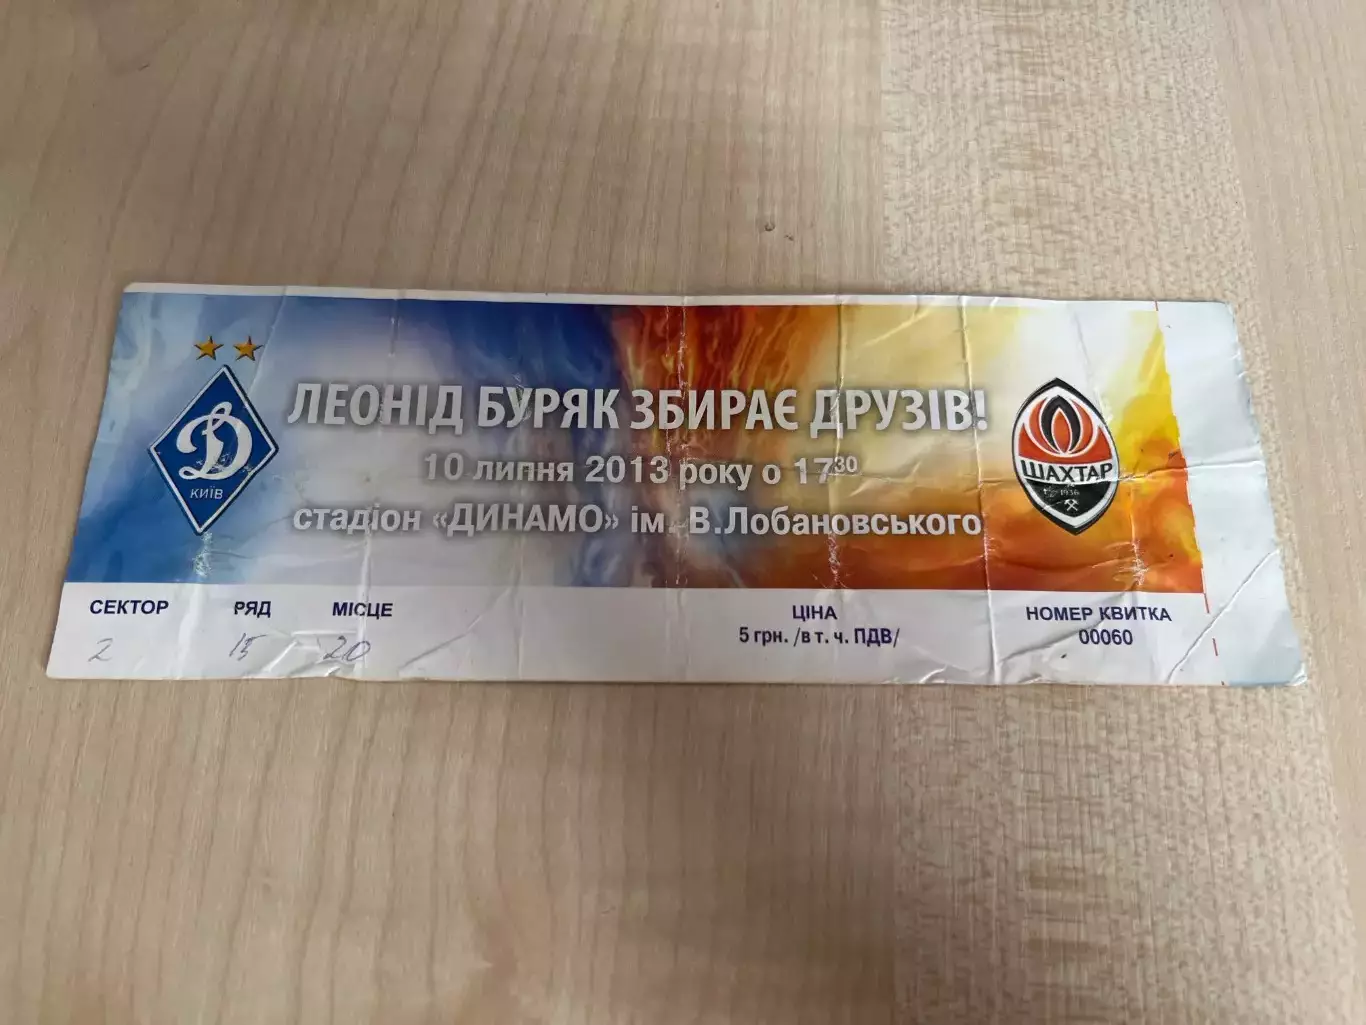 ЛЕОНІД БУРЯК ЗБИРАЄ ДРУЗІВ!
10 липня 2013 року о 17³⁰
стадіон «ДИНАМО» ім. В.Лобановського
Д
КИЇВ
ШАХТАР
1936
СЕКТОР РЯД МІСЦЕ ЦІНА НОМЕР КВИТКА
2 15 20 5 грн. /в т. ч. ПДВ/ 00060